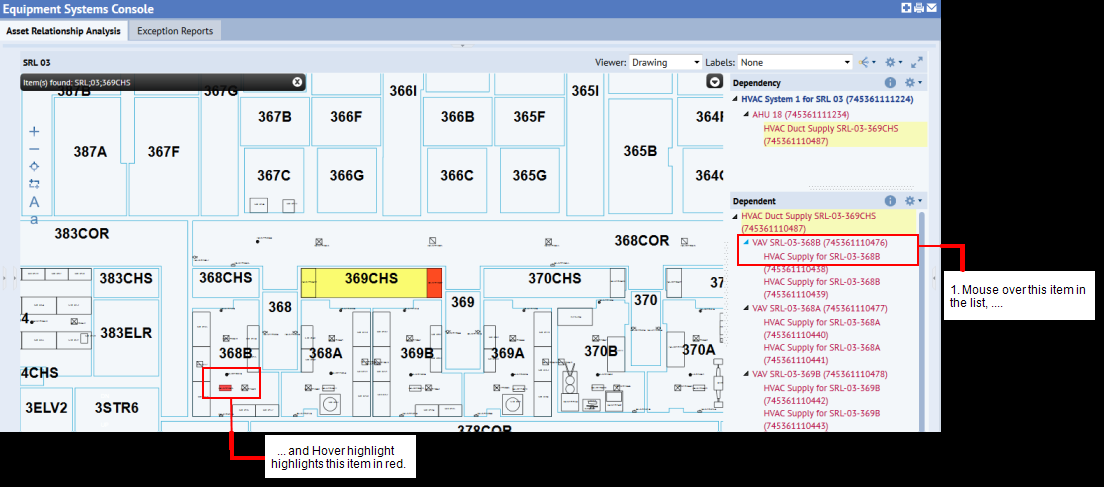 Equipment Systems Console
Asset Relationship Analysis
Exception Reports
SRL 03
Viewer:
Drawing
Labels:
None
Item(s) found: SRL;03;369CHS
387B
367G
366I
365I
367B
366F
366B
365F
364F
387A
367F
365B
367C
366G
366C
365G
364C
A
a
383COR
368COR
383CHS
368CHS
369CHS
370CHS
37
368
369
370
4.
383ELR
368B
368A
369B
369A
370B
370A
4CHS
3ELV2
3STR6
378COR
Dependency
HVAC System 1 for SRL 03 (745361111224)
AHU 18 (745361111234)
HVAC Duct Supply SRL-03-369CHS
(745361110487)
Dependent
HVAC Duct Supply SRL-03-369CHS
(745361110487)
VAV SRL-03-368B (745361110476)
HVAC Supply for SRL-03-368B
(745361110438)
HVAC Supply for SRL-03-368B
(745361110439)
VAV SRL-03-368A (745361110477)
HVAC Supply for SRL-03-368A
(745361110440)
HVAC Supply for SRL-03-368A
(745361110441)
VAV SRL-03-369B (745361110478)
HVAC Supply for SRL-03-369B
(745361110442)
HVAC Supply for SRL-03-369B
(745361110443)
1. Mouse over this item in
the list, ....
... and Hover highlight
highlights this item in red.